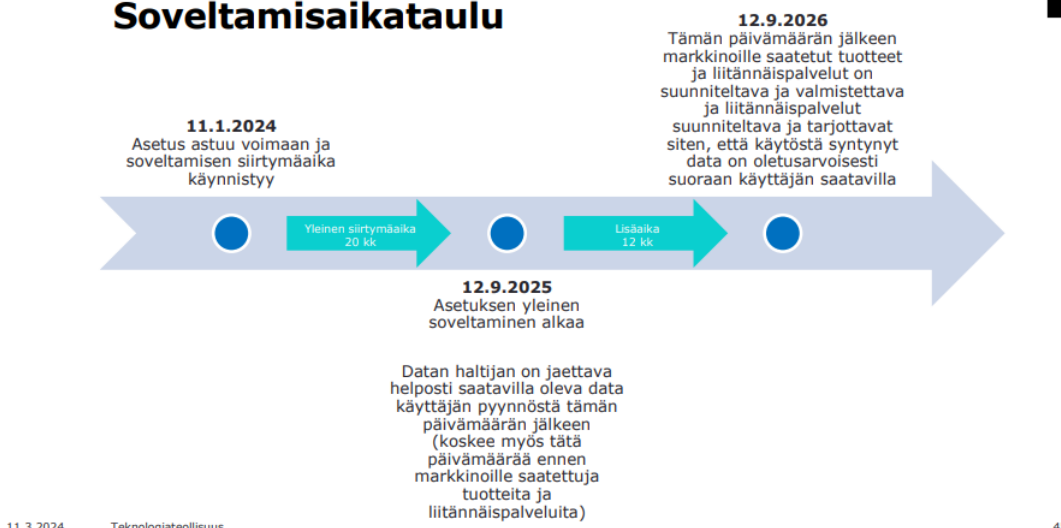 Soveltamisaikataulu
12.9.2026
Tämän päivämäärän jälkeen
markkinoille saatetut tuotteet
ja liitännäispalvelut on
suunniteltava ja valmistettava
ja liitännäispalvelut
suunniteltava ja tarjottavat
siten, että käytöstä syntynyt
data on oletusarvoisesti
suoraan käyttäjän saatavilla
11.1.2024
Asetus astuu voimaan ja
soveltamisen siirtymäaika
käynnistyy
Yleinen siirtymäaika
20 kk
Lisäaika
12 kk
12.9.2025
Asetuksen yleinen
soveltaminen alkaa
Datan haltijan on jaettava
helposti saatavilla oleva data
käyttäjän pyynnöstä tämän
päivämäärän jälkeen
(koskee myös tätä
päivämäärää ennen
markkinoille saatettuja
tuotteita ja
liitännäispalveluita)
11.3.2024 Teknologiateollisuus 4